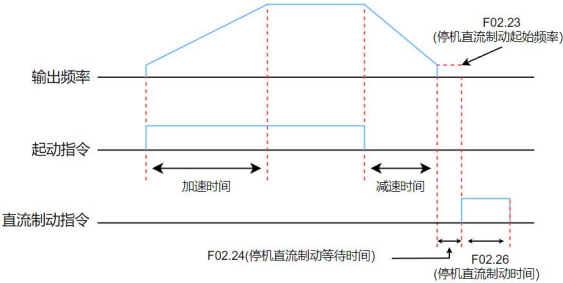 F02.23
(停机直流制动起始频率)
输出频率
起动指令
加速时间
减速时间
直流制动指令
F02.24(停机直流制动等待时间)
F02.26
(停机直流制动时间)